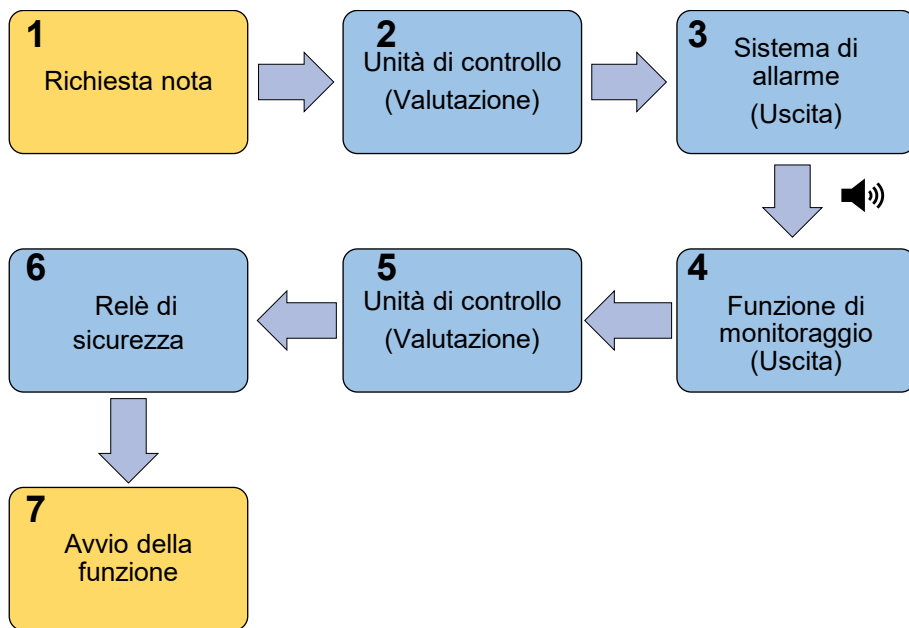 1
Richiesta nota
2
Unità di controllo
(Valutazione)
3
Sistema di
allarme
(Uscita)
4
Funzione di
monitoraggio
(Uscita)
5
Unità di controllo
(Valutazione)
6
Relè di
sicurezza
7
Avvio della
funzione